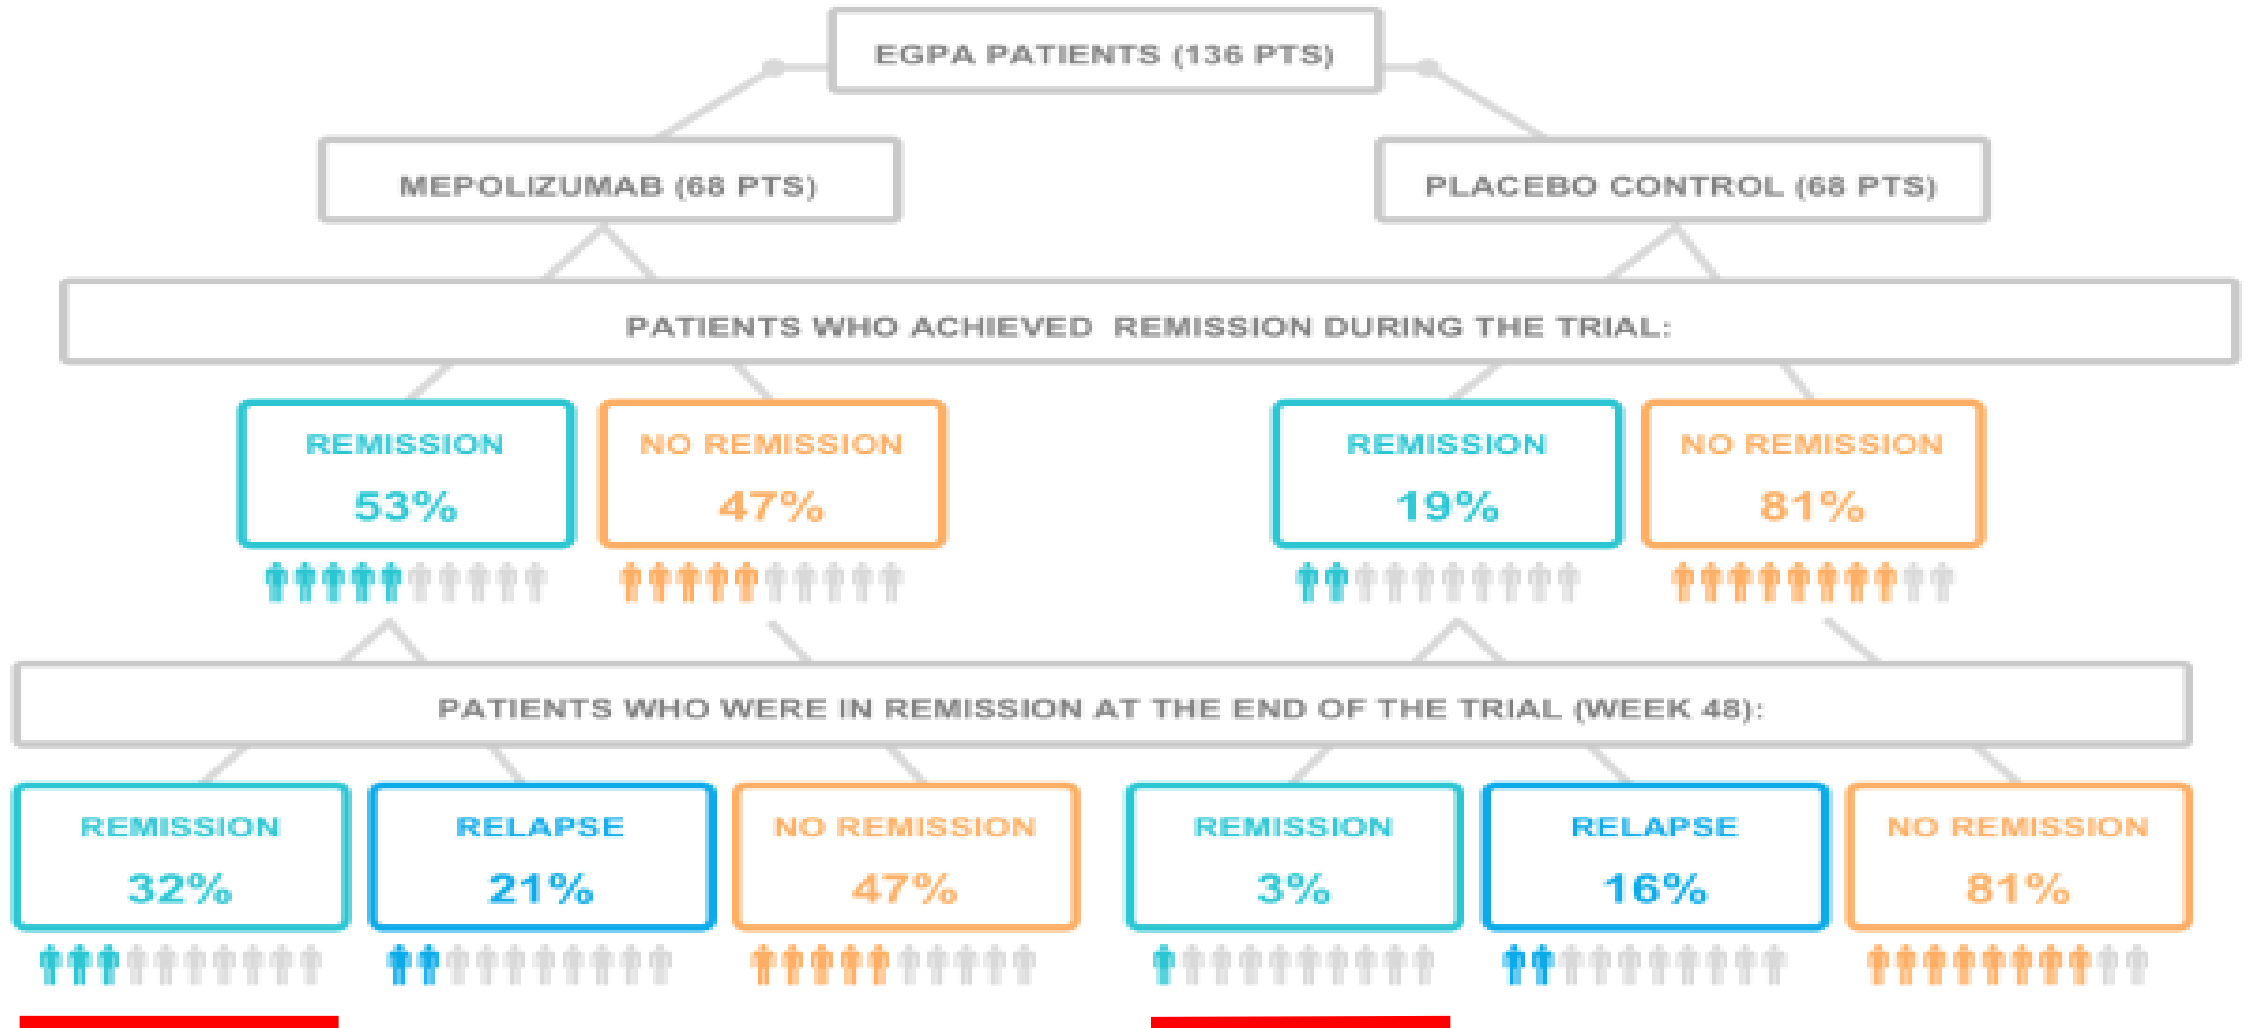 EGPA PATIENTS (136 PTS)
MEPOLIZUMAB (68 PTS)
PLACEBO CONTROL (68 PTS)
PATIENTS WHO ACHIEVED REMISSION DURING THE TRIAL:
REMISSION
53%
NO REMISSION
47%
REMISSION
19%
NO REMISSION
81%
PATIENTS WHO WERE IN REMISSION AT THE END OF THE TRIAL (WEEK 48):
REMISSION
32%
RELAPSE
21%
NO REMISSION
47%
REMISSION
3%
RELAPSE
16%
NO REMISSION
81%